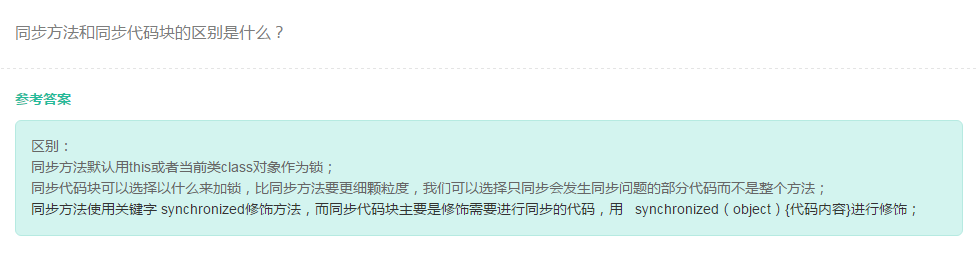 同步方法和同步代码块的区别是什么？
参考答案
区别：
同步方法默认用this或者当前类class对象作为锁；
同步代码块可以选择以什么来加锁，比同步方法要更细颗粒度，我们可以选择只同步会发生同步问题的部分代码而不是整个方法；
同步方法使用关键字 synchronized修饰方法，而同步代码块主要是修饰需要进行同步的代码，用 synchronized（object）{代码内容}进行修饰；